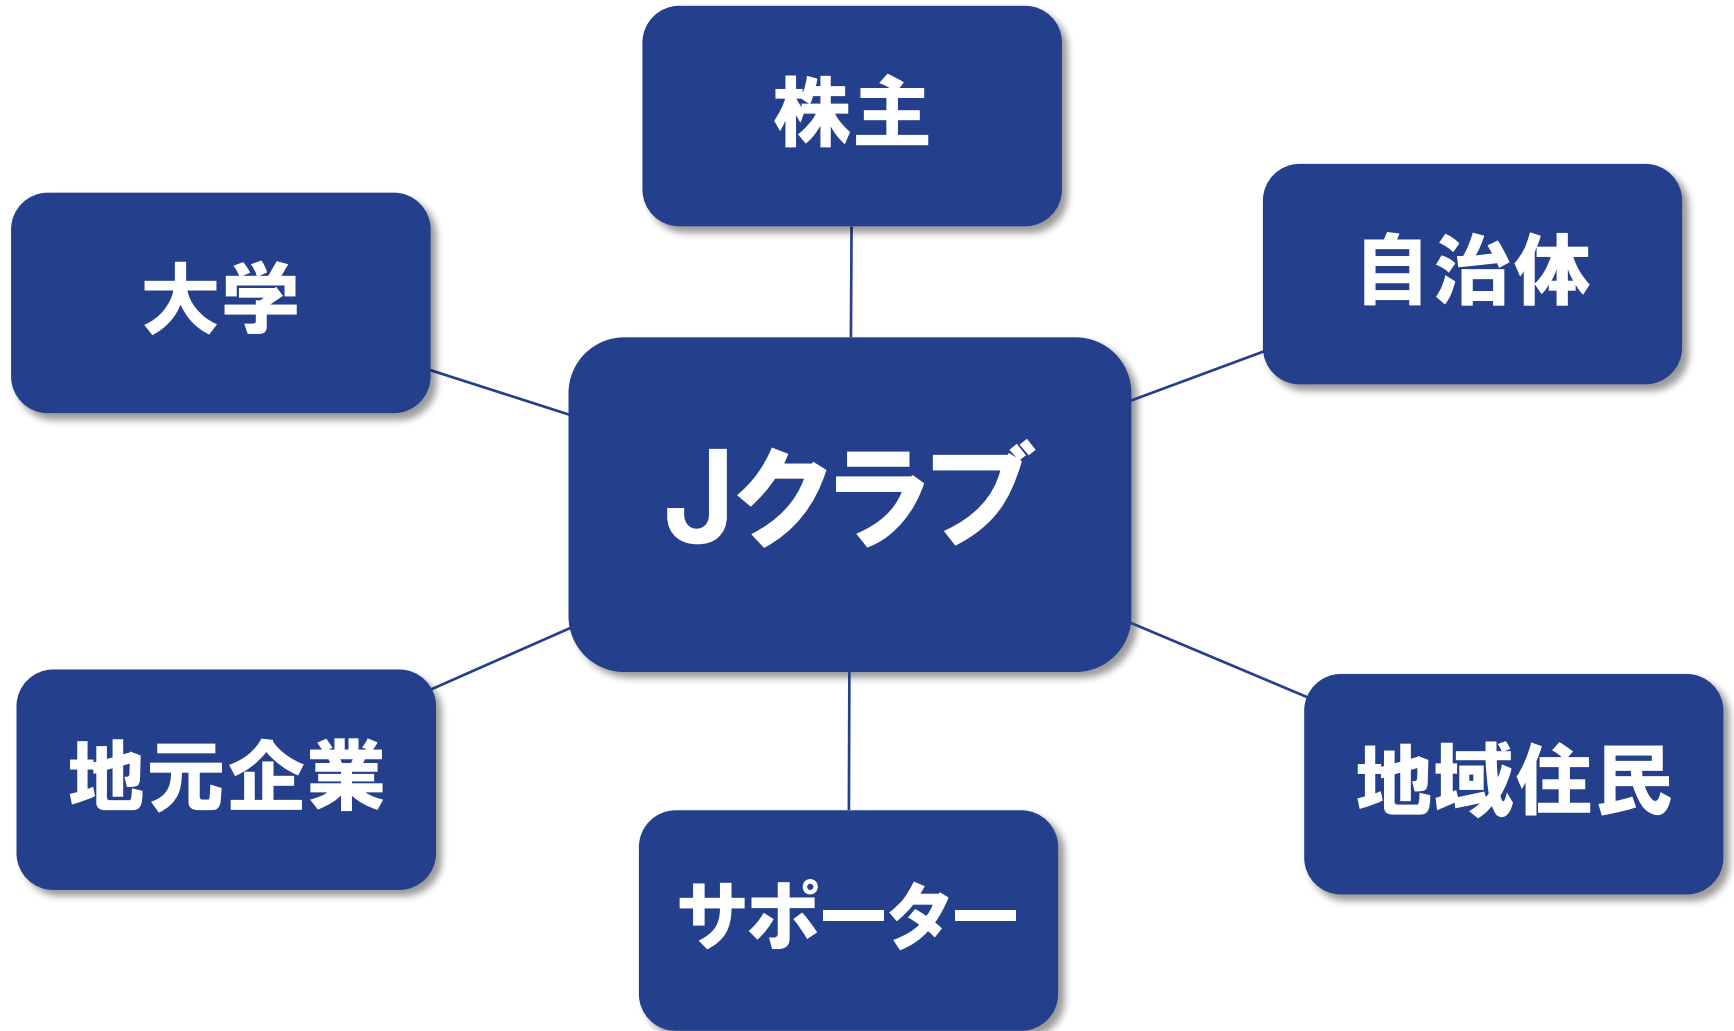 株主
自治体
大学
Jクラブ
地元企業
地域住民
サポーター